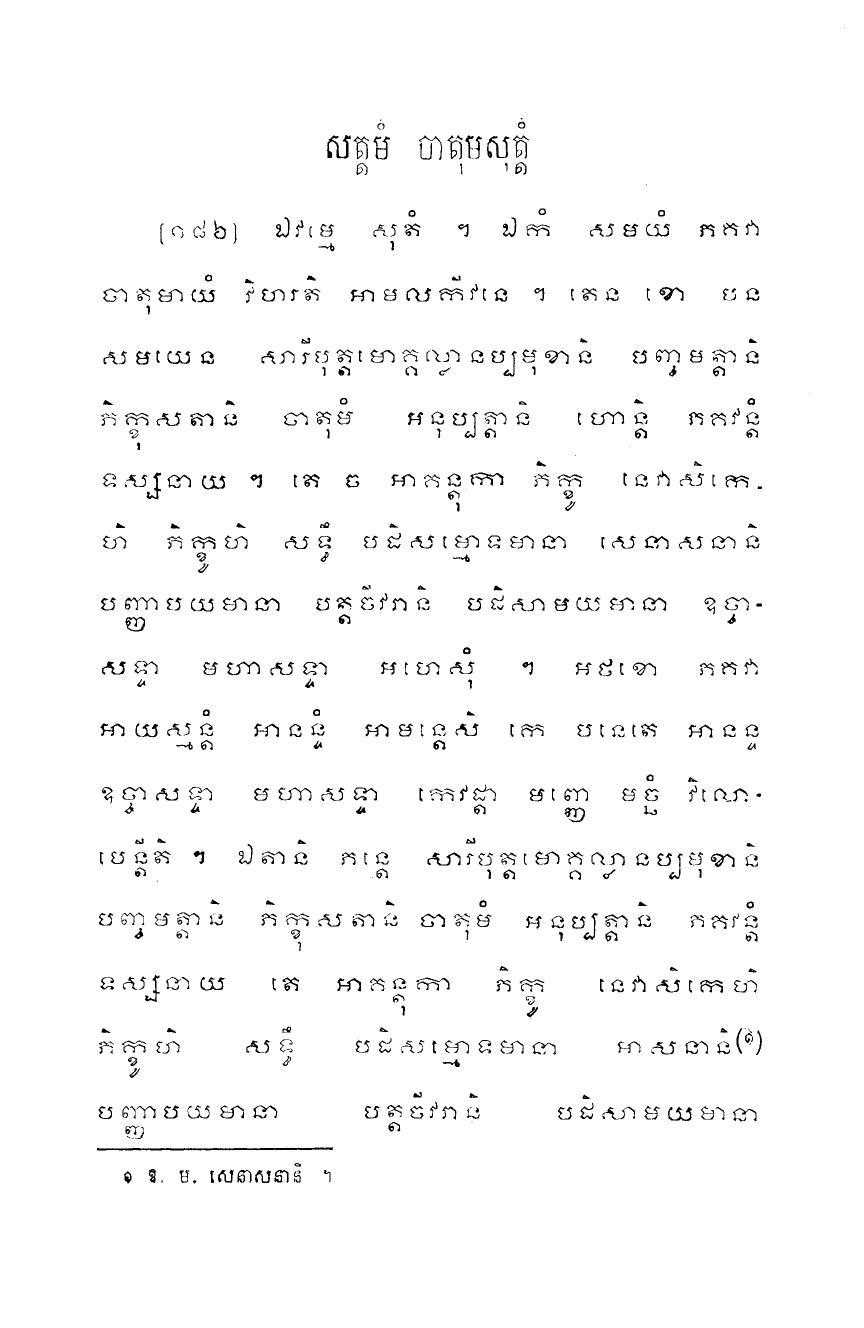 សត្តមំ ចាតុមសុត្តំ
[១៨៦] ឯវម្មេ សុតំ ។ ឯកំ សមយំ ភគវា
ចាតុមាយំ វិហរតិ អាមលកីវនេ ។ តេន ខោ បន
សមយេន សារីបុត្តមោគ្គល្លានប្បមុខានិ បញ្ចមត្តានិ
ភិក្ខុសតានិ ចាតុមំ អនុប្បត្តានិ ហោន្តិ ភគវន្តំ
ទស្សនាយ ។ តេ ច អាគន្តុកា ភិក្ខូ នេវាសិកេ-
ហិ ភិក្ខូហិ សទ្ធឹ បដិសម្មោទមានា សេនាសនានិ
បញ្ញាបយមានា បត្តចីវរានិ បដិសាមយមានា ឧច្ចា-
សទ្ទា មហាសទ្ទា អហេសុំ ។ អថខោ ភគវា
អាយស្មន្តំ អានន្ទំ អាមន្តេសិ កេ បនេតេ អានន្ទ
ឧច្ចាសទ្ទា មហាសទ្ទា កេវដ្ដា មញ្ញេ មច្ឆំ វិលោ-
បេន្តីតិ ។ ឯតានិ ភន្តេ សារីបុត្តមោគ្គល្លានប្បមុខានិ
បញ្ចមត្តានិ ភិក្ខុសតានិ ចាតុមំ អនុប្បត្តានិ ភគវន្តំ
ទស្សនាយ តេ អាគន្តុកា ភិក្ខូ នេវាសិកេហិ
ភិក្ខូហិ សទ្ធឹ បដិសម្មោទមានា អាសនានិ(១)
បញ្ញាបយមានា បត្តចីវរានិ បដិសាមយមានា
១ ឱ. ម. សេនាសនានិ ។